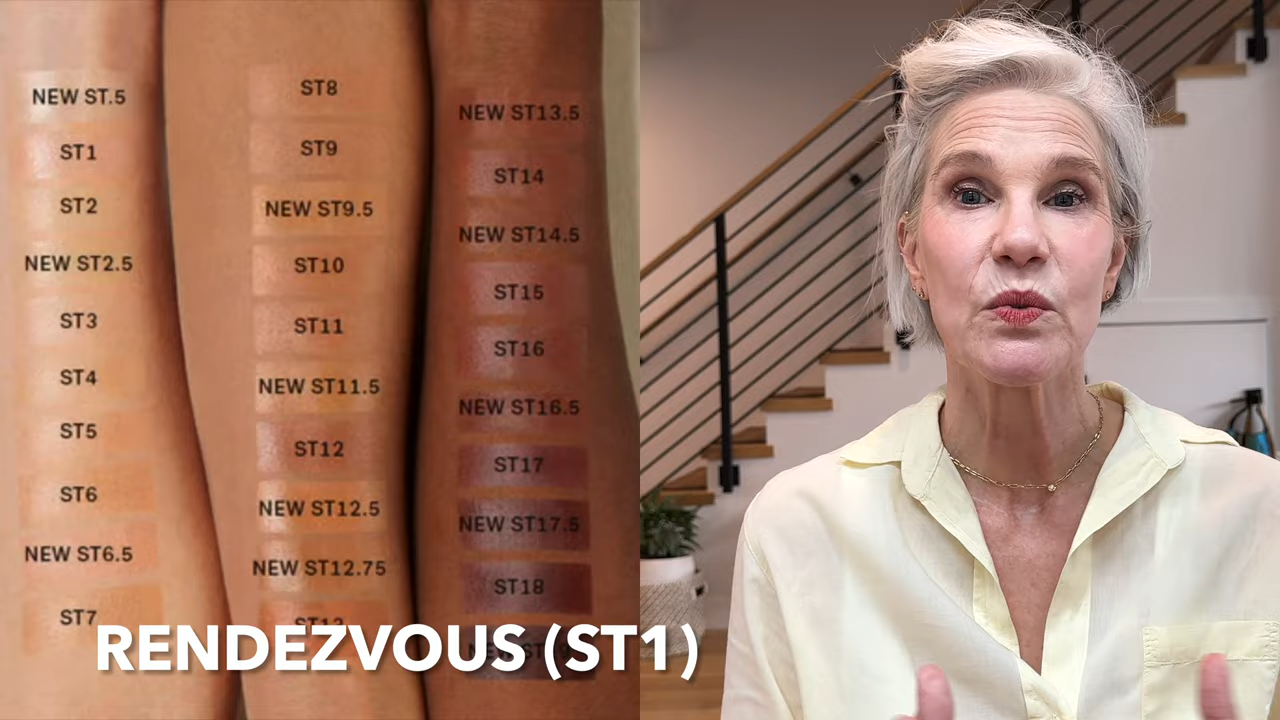 NEW ST.5
ST1
ST2
NEW ST2.5
ST3
ST4
ST5
ST6
NEW ST6.5
ST7
ST8
ST9
NEW ST9.5
ST10
ST11
NEW ST11.5
ST12
NEW ST12.5
NEW ST12.75
NEW ST13.5
ST14
NEW ST14.5
ST15
ST16
NEW ST16.5
ST17
NEW ST17.5
ST18
RENDEZVOUS (ST1)